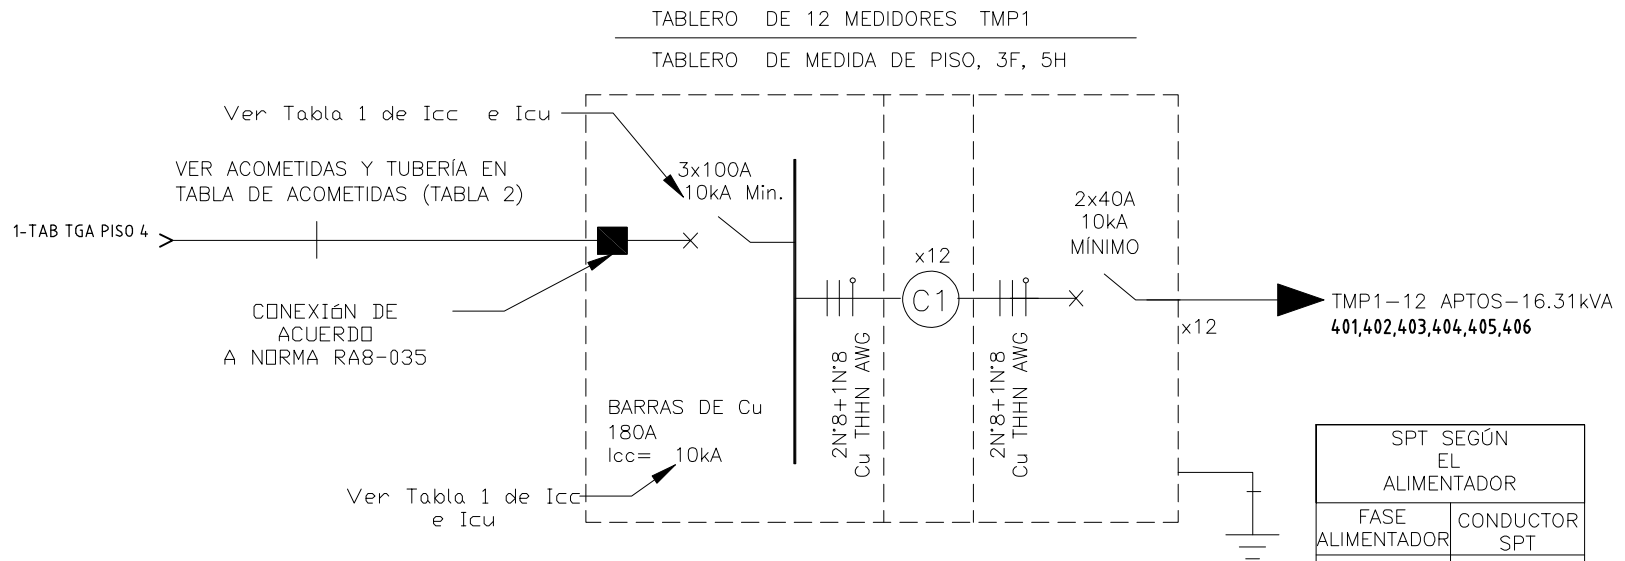 TABLERO DE 12 MEDIDORES TMP1
TABLERO DE MEDIDA DE PISO, 3F, 5H
Ver Tabla 1 de Icc e Icu
VER ACOMETIDAS Y TUBERÍA EN
TABLA DE ACOMETIDAS (TABLA 2)
1-TAB TGA PISO 4
CONEXIóN DE
ACUERDO
A NORMA RA8-035
3x100A
10kA Min.
BARRAS DE Cu
180A
Icc= 10kA
Ver Tabla 1 de Icc
e Icu
2N°8+1N°8
Cu THHN AWG
x12
C1
2N°8+1N°8
Cu THHN AWG
2x40A
10kA
MÍNIMO
x12
TMP1-12 APTOS-16.31kVA
401,402,403,404,405,406
SPT SEGÚN
EL
ALIMENTADOR
FASE
ALIMENTADOR
CONDUCTOR
SPT